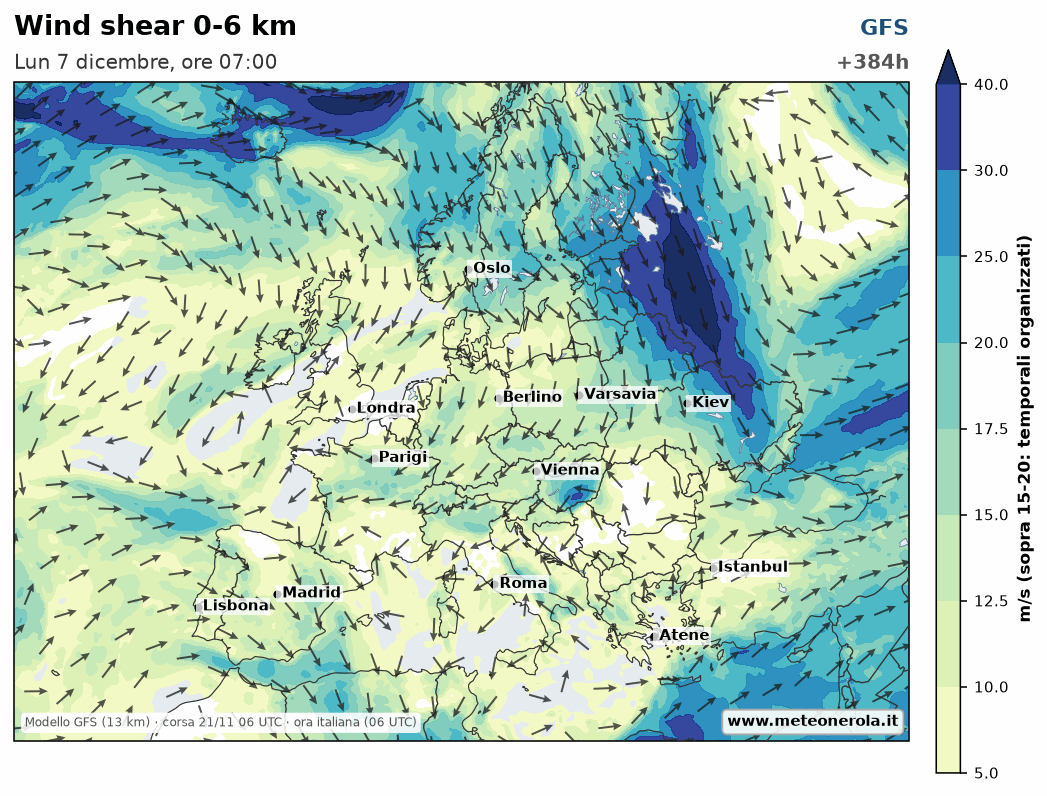 Wind shear 0-6 km
GFS
Lun 7 dicembre, ore 07:00
+384h
40.0
30.0
25.0
20.0
17.5
15.0
12.5
10.0
5.0
m/s (sopra 15-20: temporali organizzati)
Oslo
Berlino
Varsavia
Kiev
Londra
Parigi
Vienna
Istanbul
Roma
Madrid
Lisbona
Atene
Modello GFS (13 km) · corsa 21/11 06 UTC · ora italiana (06 UTC)
www.meteonerola.it